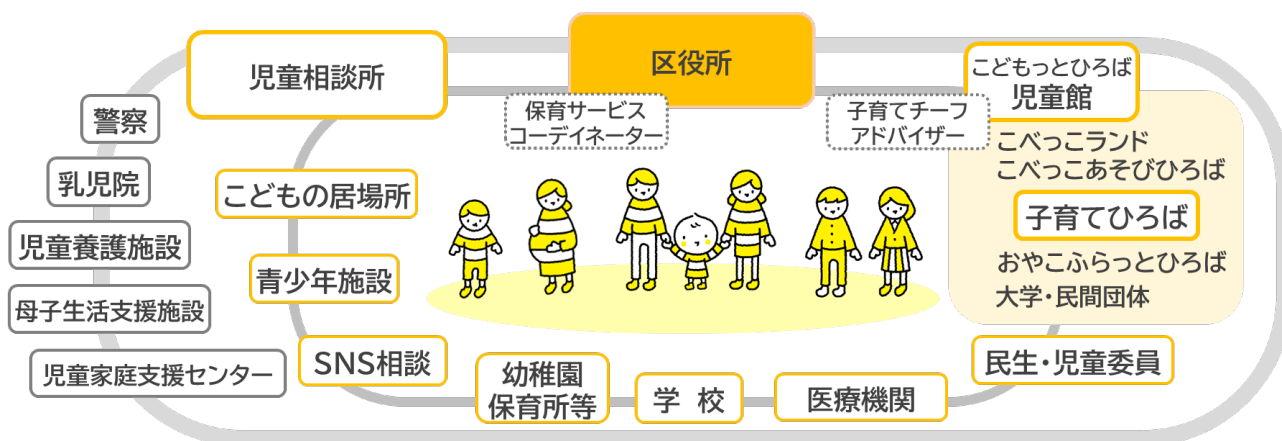 区役所
児童相談所
保育サービス
コーデイネーター
子育てチーフ
アドバイザー
こどもっとひろば
児童館
こべっこランド
こべっこあそびひろば
子育てひろば
おやこふらっとひろば
大学・民間団体
警察
乳児院
児童養護施設
母子生活支援施設
児童家庭支援センター
こどもの居場所
青少年施設
SNS相談
幼稚園
保育所等
学 校
医療機関
民生・児童委員